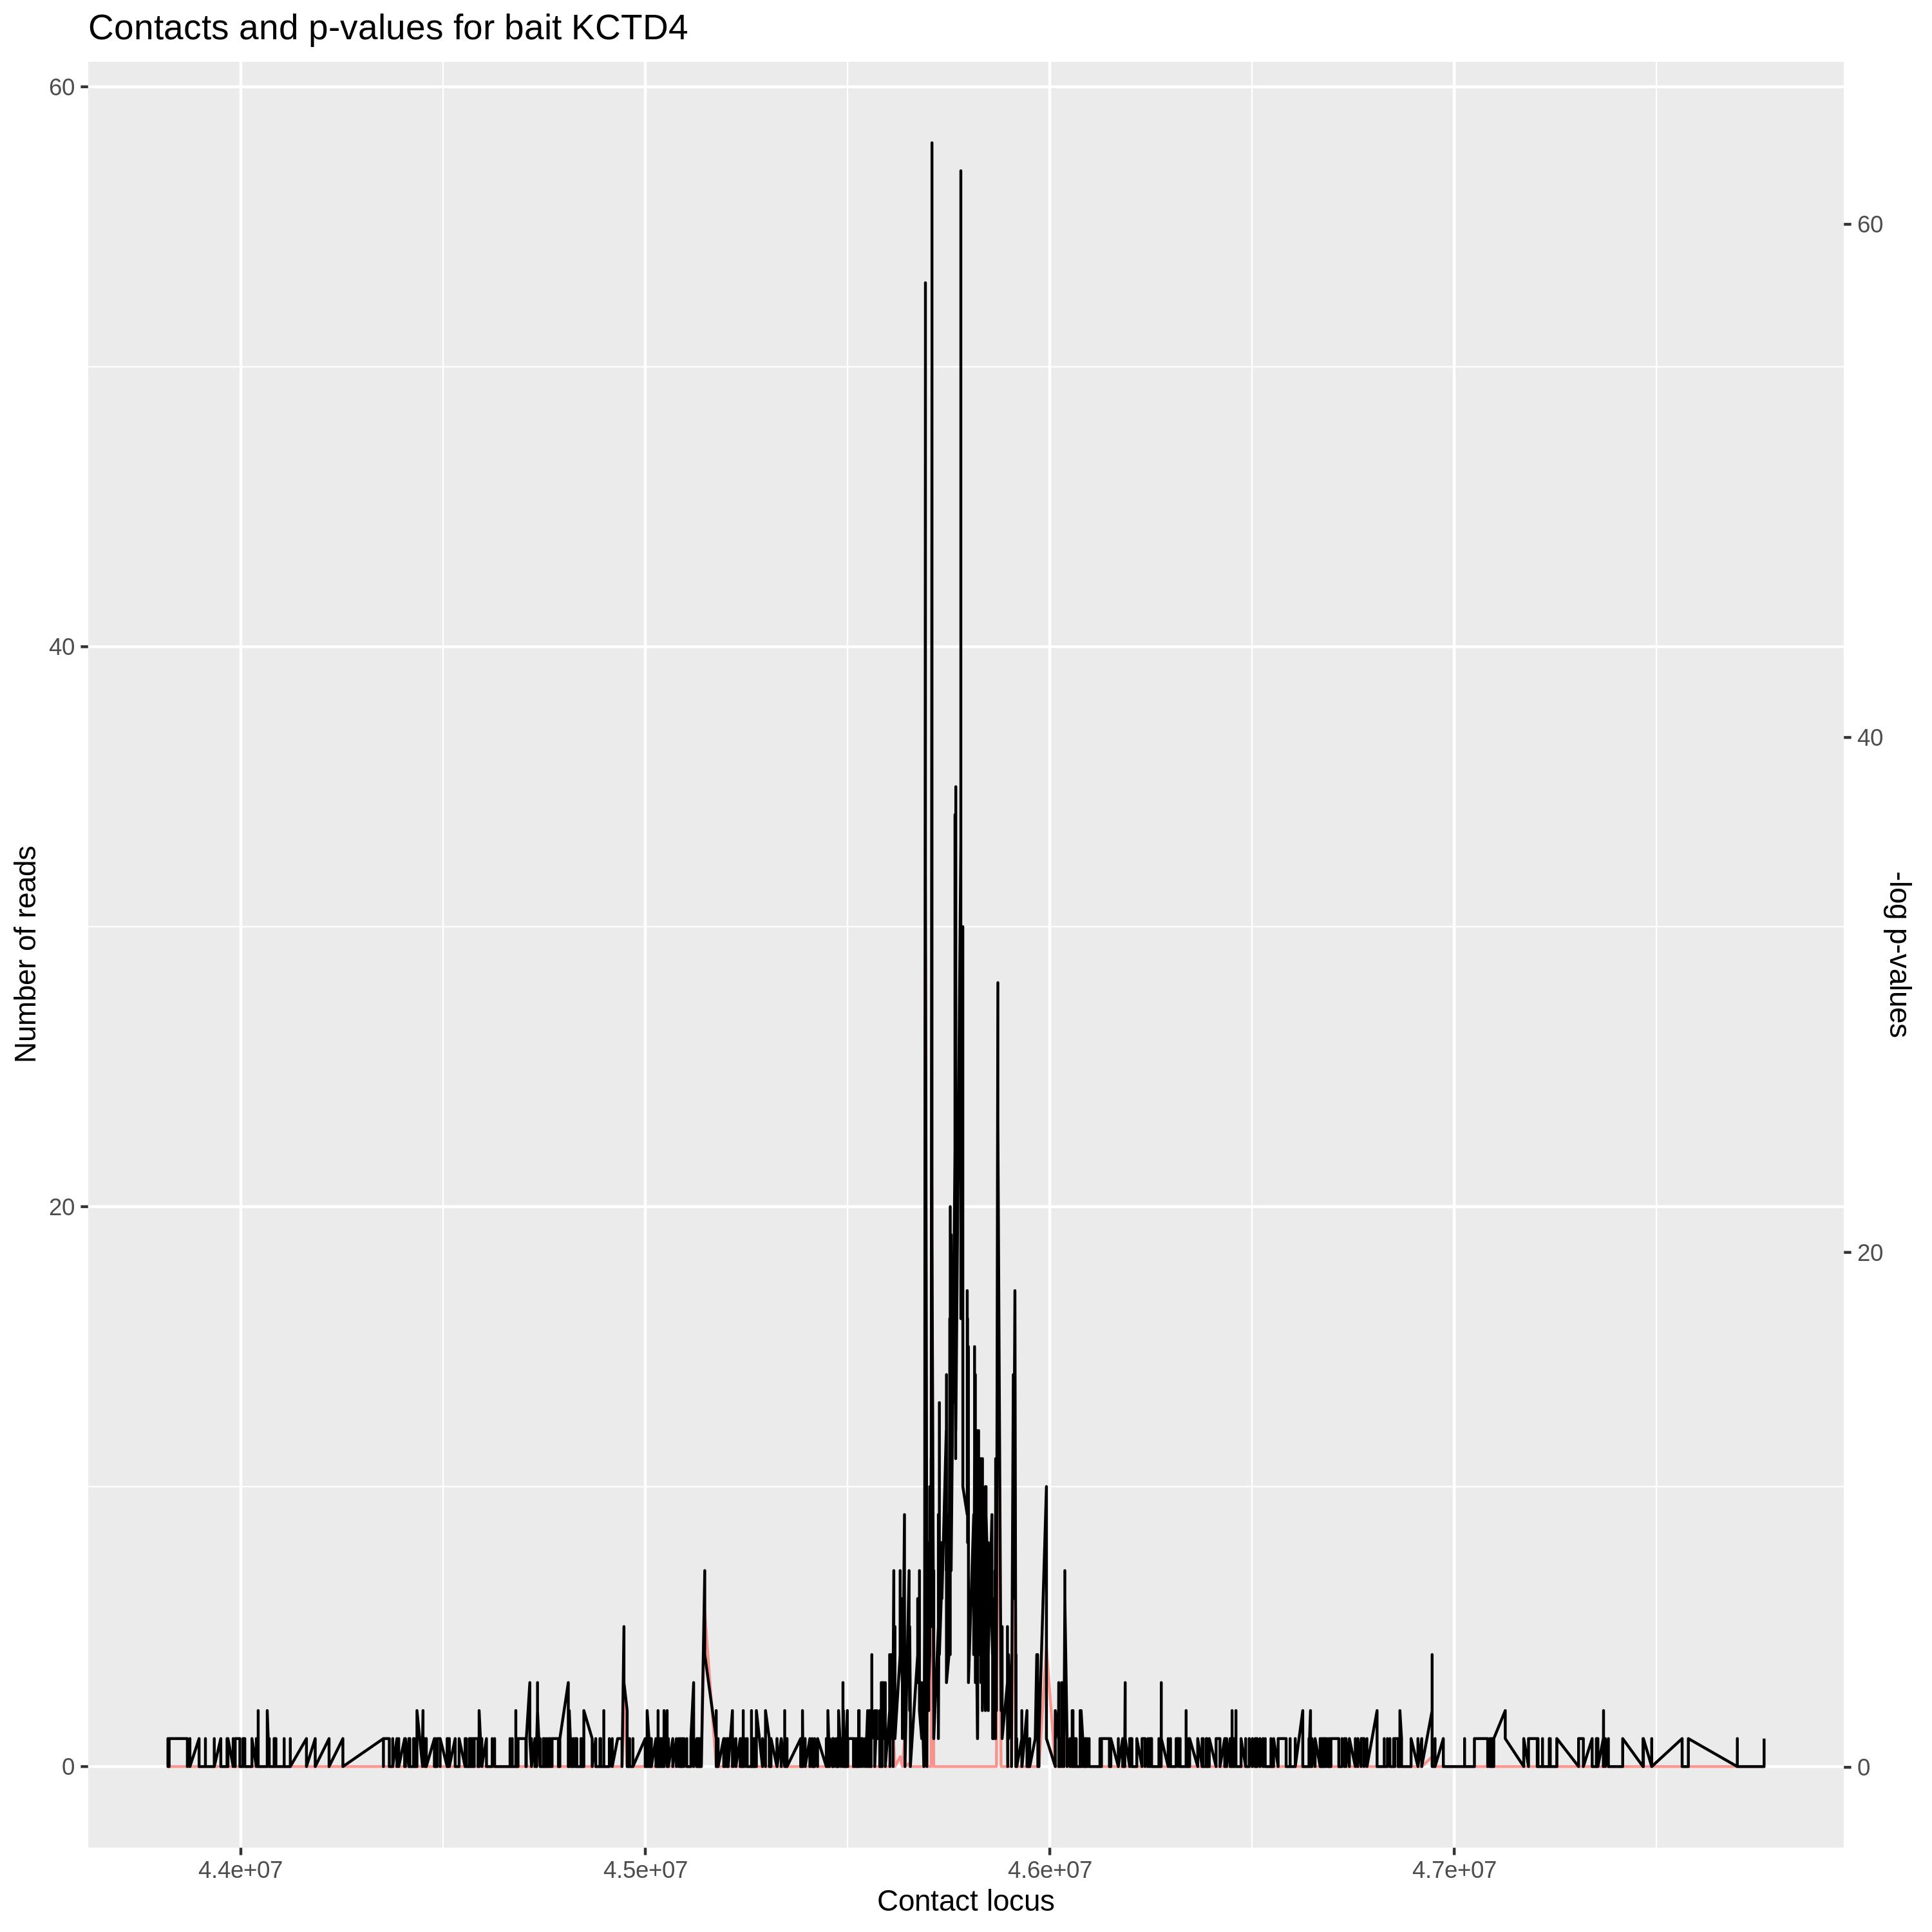 Contacts and p-values for bait KCTD4
60
40
20
0
Number of reads
60
40
20
0
-log p-values
4.4e+07
4.5e+07
4.6e+07
4.7e+07
Contact locus